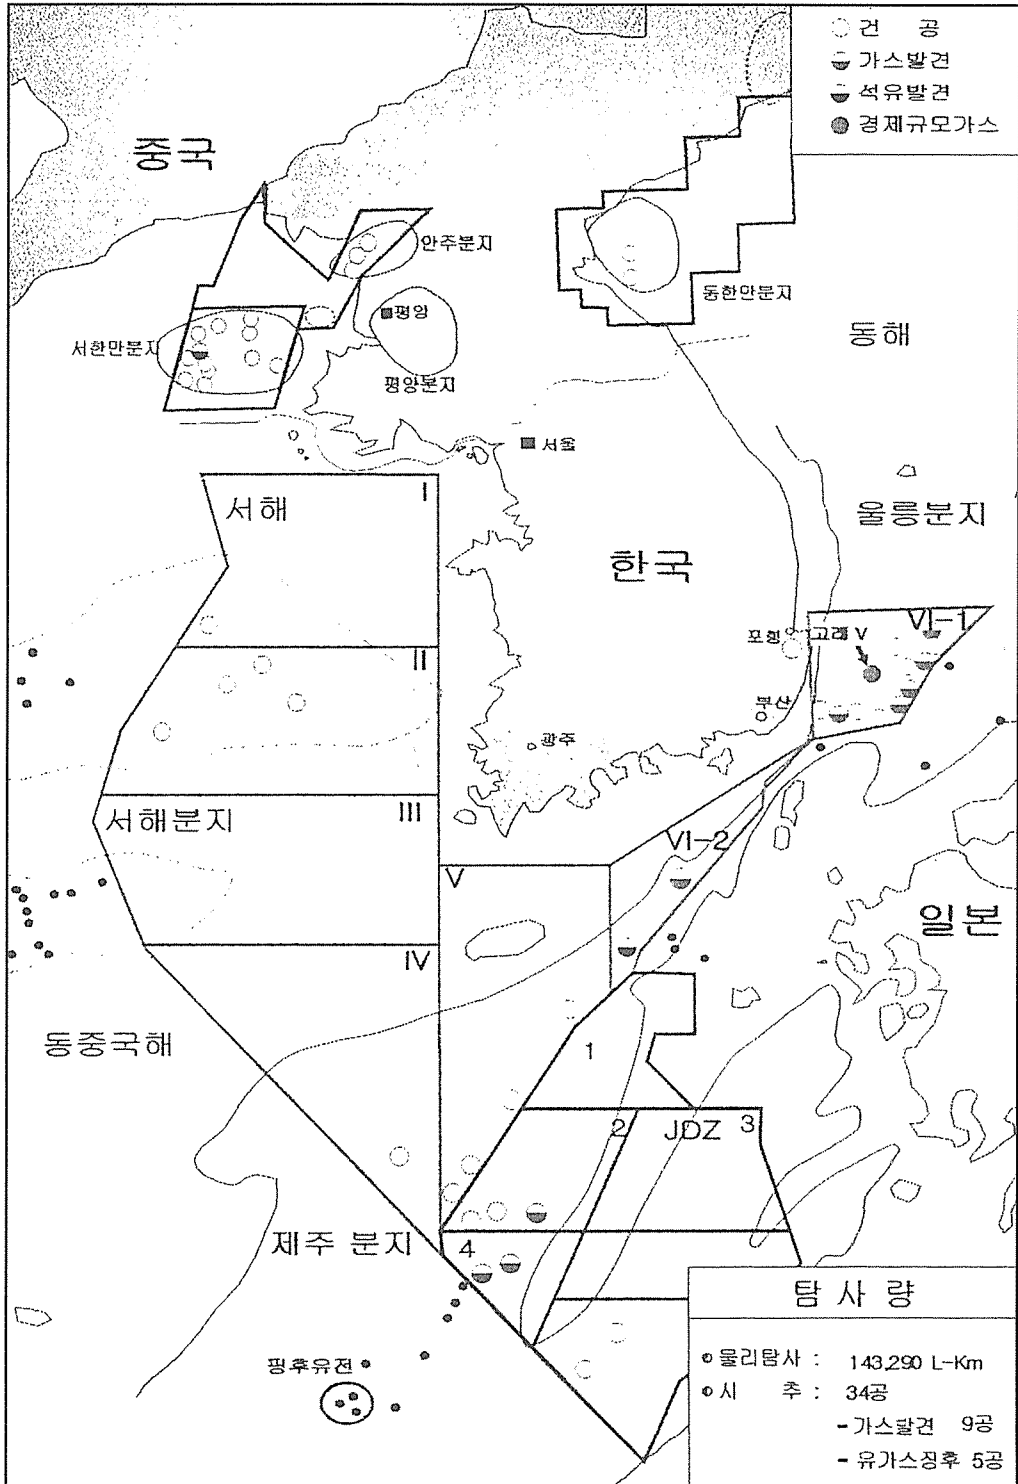 건 공
가스발견
석유발견
경제규모가스
중국
안주분지
동한만분지
평양
서한만분지
평양분지
동해
서울
I
서해
울릉분지
한국
VI-1
포항
고래 V
II
부산
광주
서해분지
III
VI-2
V
일본
IV
동중국해
1
2
JDZ
3
제주 분지
4
탐 사 량
물리탐사 : 143,290 L-Km
시 추 : 34공
- 가스발견 9공
- 유가스징후 5공
핑후유전